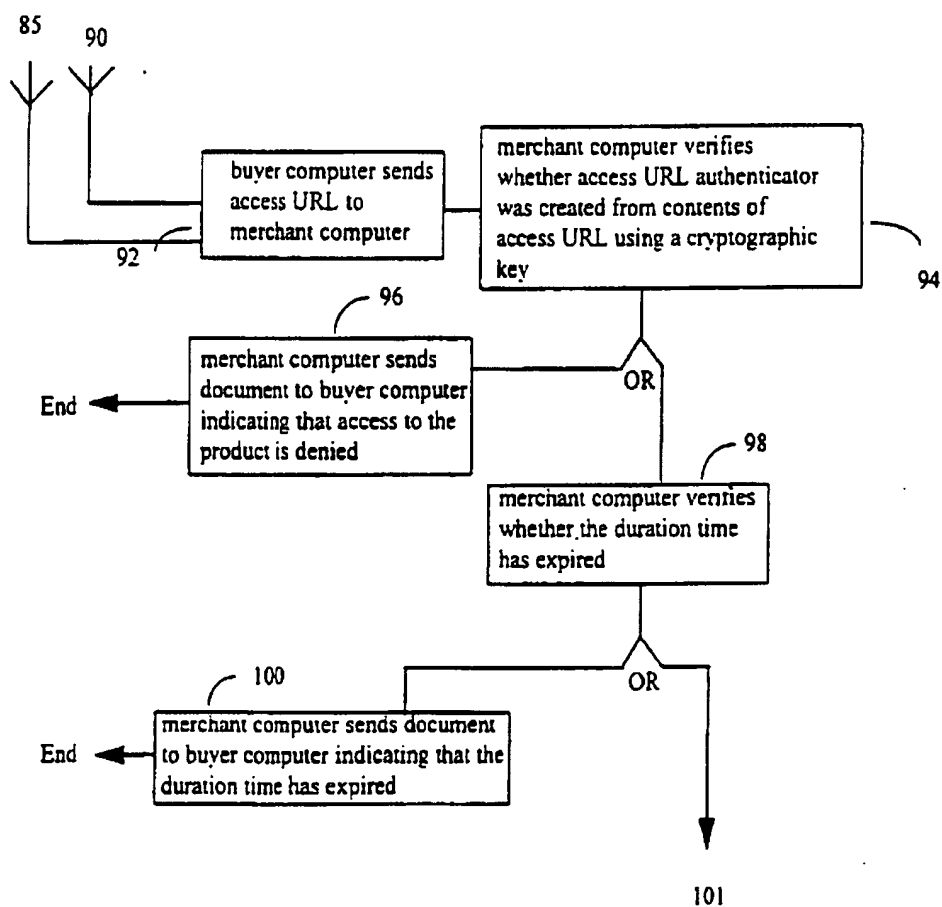 85
90
buyer computer sends
access URL to
merchant computer
92
merchant computer verifies
whether access URL authenticator
was created from contents of
access URL using a cryptographic
key
94
96
merchant computer sends
document to buyer computer
indicating that access to the
product is denied
End
OR
98
merchant computer verifies
whether the duration time
has expired
OR
100
merchant computer sends document
to buyer computer indicating that the
duration time has expired
End
101